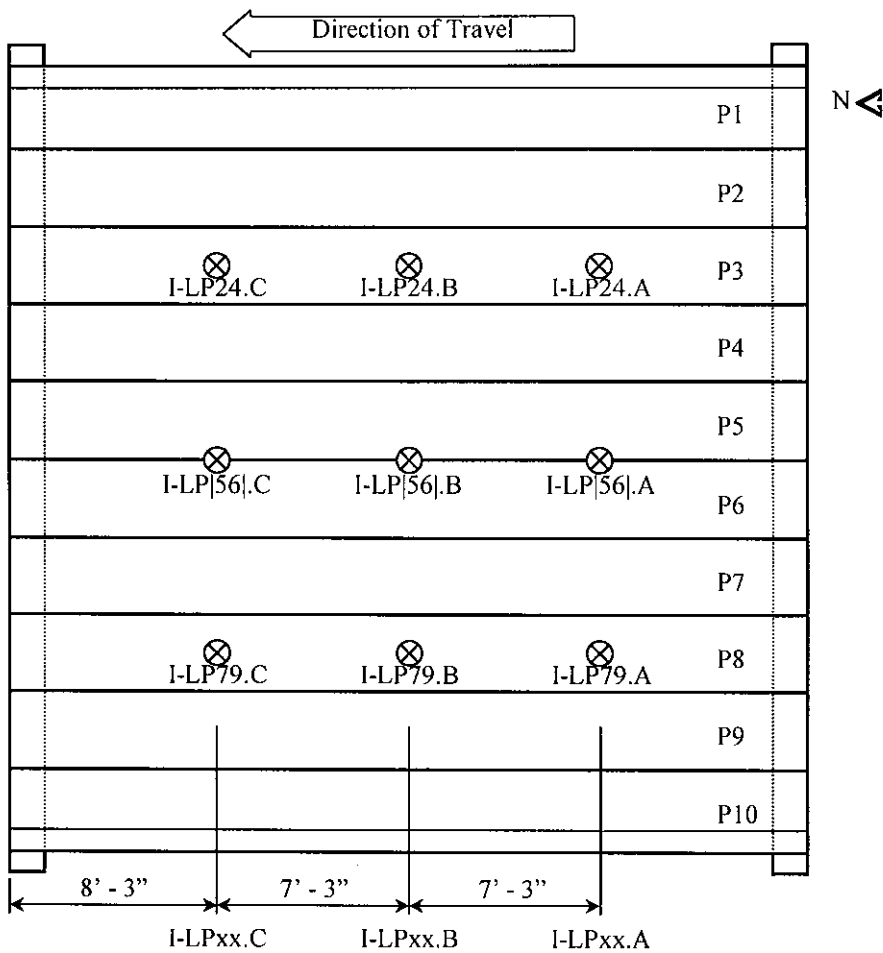 Direction of Travel
N
P1
P2
P3
I-LP24.C I-LP24.B I-LP24.A
P4
P5
I-LP|56|.C I-LP|56|.B I-LP|56|.A
P6
P7
P8
I-LP79.C I-LP79.B I-LP79.A
P9
P10
8’ - 3” 7’ - 3” 7’ - 3”
I-LPxx.C I-LPxx.B I-LPxx.A